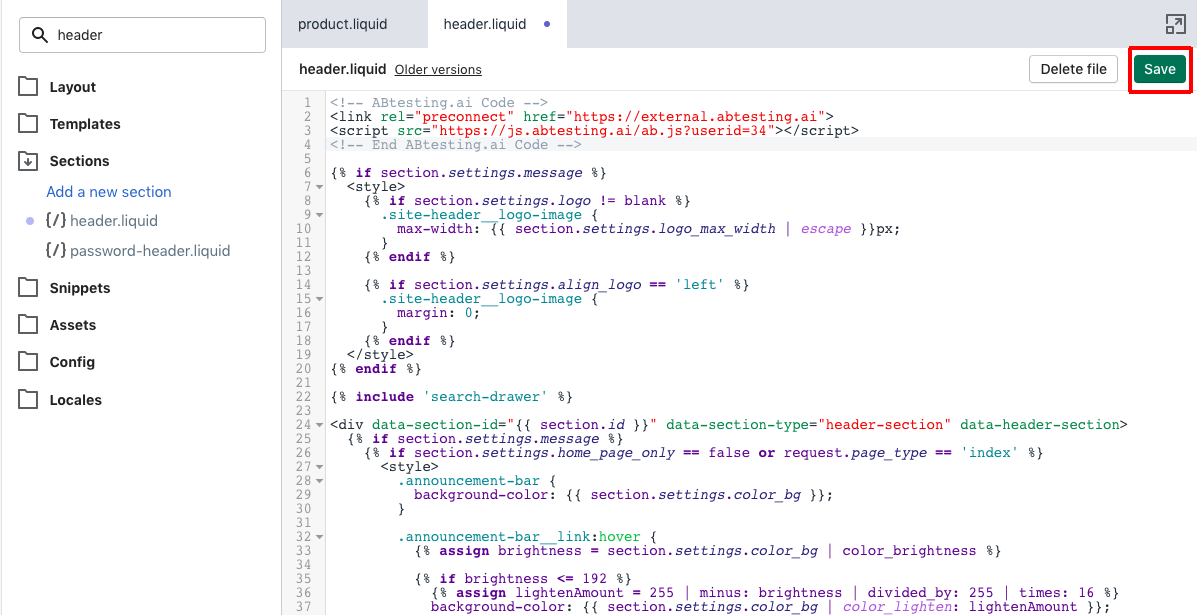 header
Layout
Templates
Sections
Add a new section
{/} header.liquid
{/} password-header.liquid
Snippets
Assets
Config
Locales
product.liquid
header.liquid
header.liquid Older versions
Delete file
Save
1 <!-- ABtesting.ai Code -->
2 <link rel="preconnect" href="https://external.abtesting.ai">
3 <script src="https://js.abtesting.ai/ab.js?userid=34"></script>
4 <!-- End ABtesting.ai Code -->
5
6 {% if section.settings.message %}
7 <style>
8 {% if section.settings.logo != blank %}
9 .site-header__logo-image {
10 max-width: {{ section.settings.logo_max_width | escape }}px;
11 }
12 {% endif %}
13
14 {% if section.settings.align_logo == 'left' %}
15 .site-header__logo-image {
16 margin: 0;
17 }
18 {% endif %}
19 </style>
20 {% endif %}
21
22 {% include 'search-drawer' %}
23
24 <div data-section-id="{{ section.id }}" data-section-type="header-section" data-header-section>
25 {% if section.settings.message %}
26 {% if section.settings.home_page_only == false or request.page_type == 'index' %}
27 <style>
28 .announcement-bar {
29 background-color: {{ section.settings.color_bg }};
30 }
31
32 .announcement-bar__link:hover {
33 {% assign brightness = section.settings.color_bg | color_brightness %}
34
35 {% if brightness <= 192 %}
36 {% assign lightenAmount = 255 | minus: brightness | divided_by: 255 | times: 16 %}
37 background-color: {{ section.settings.color_bg | color_lighten: lightenAmount }};